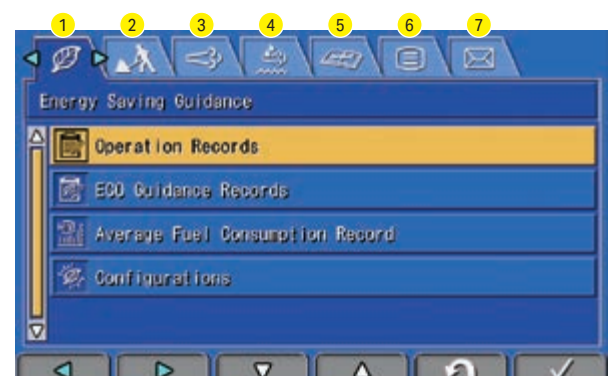 1 2 3 4 5 6 7
Energy Saving Guidance
Operation Records
ECO Guidance Records
Average Fuel Consumption Record
Configurations